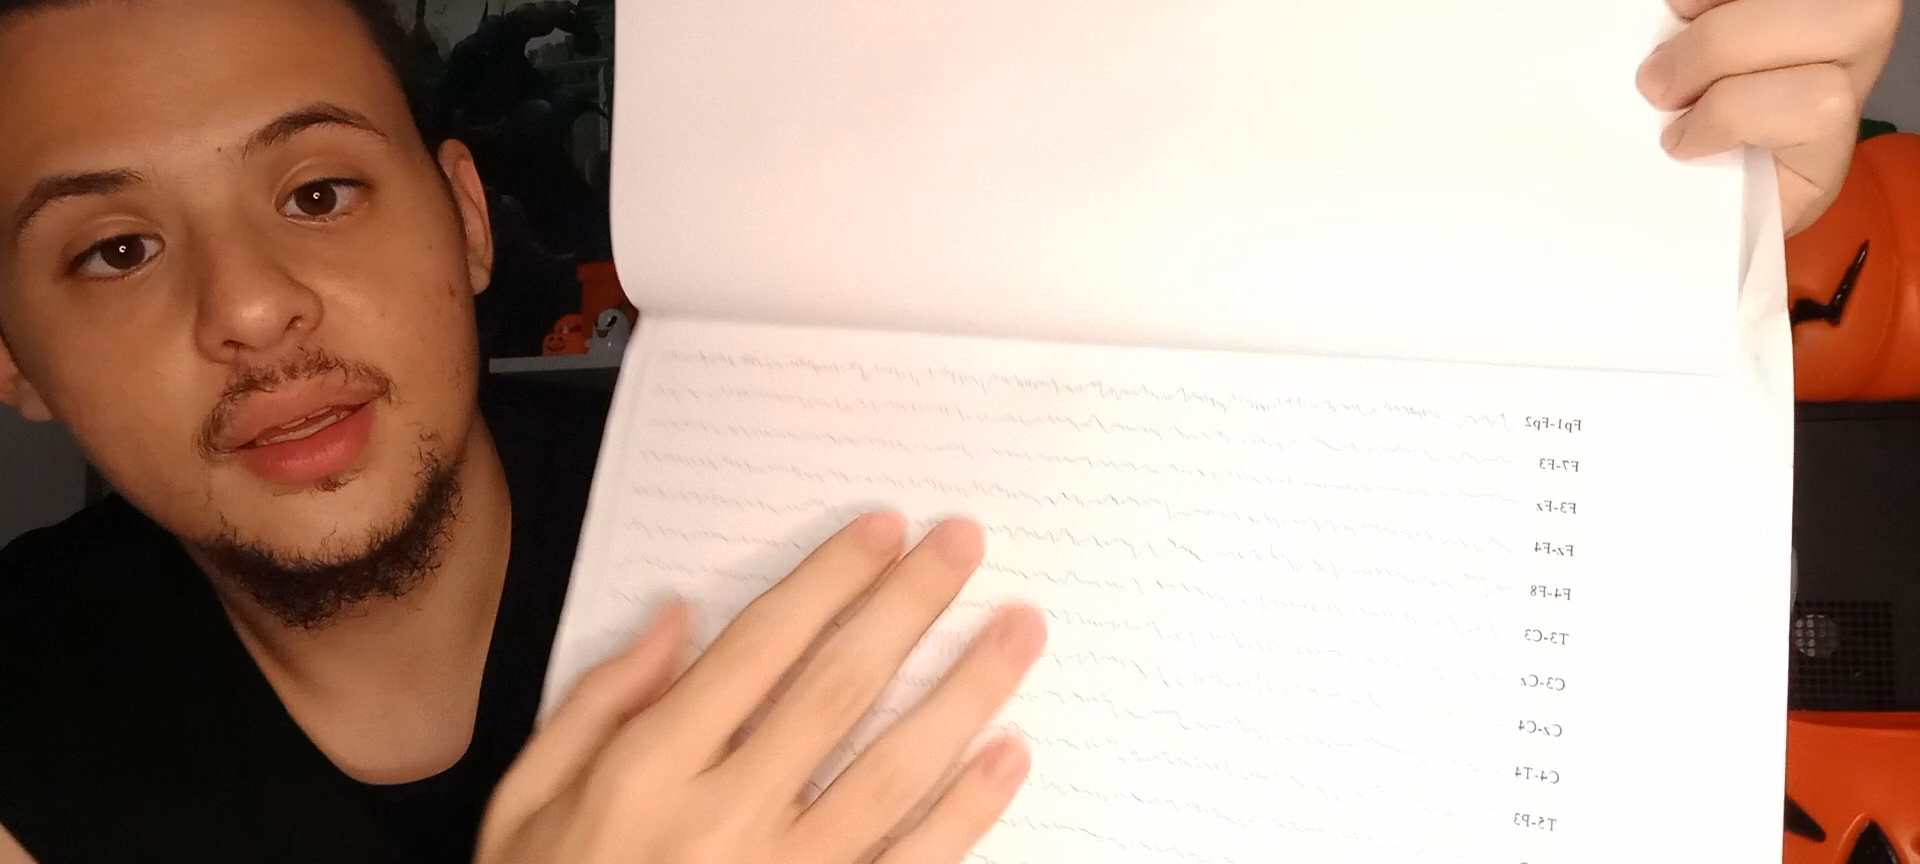 Fp1-Fp2
F7-F3
F3-Fz
Fz-F4
F4-F8
T3-C3
C3-Cz
Cz-C4
C4-T4
T5-P3